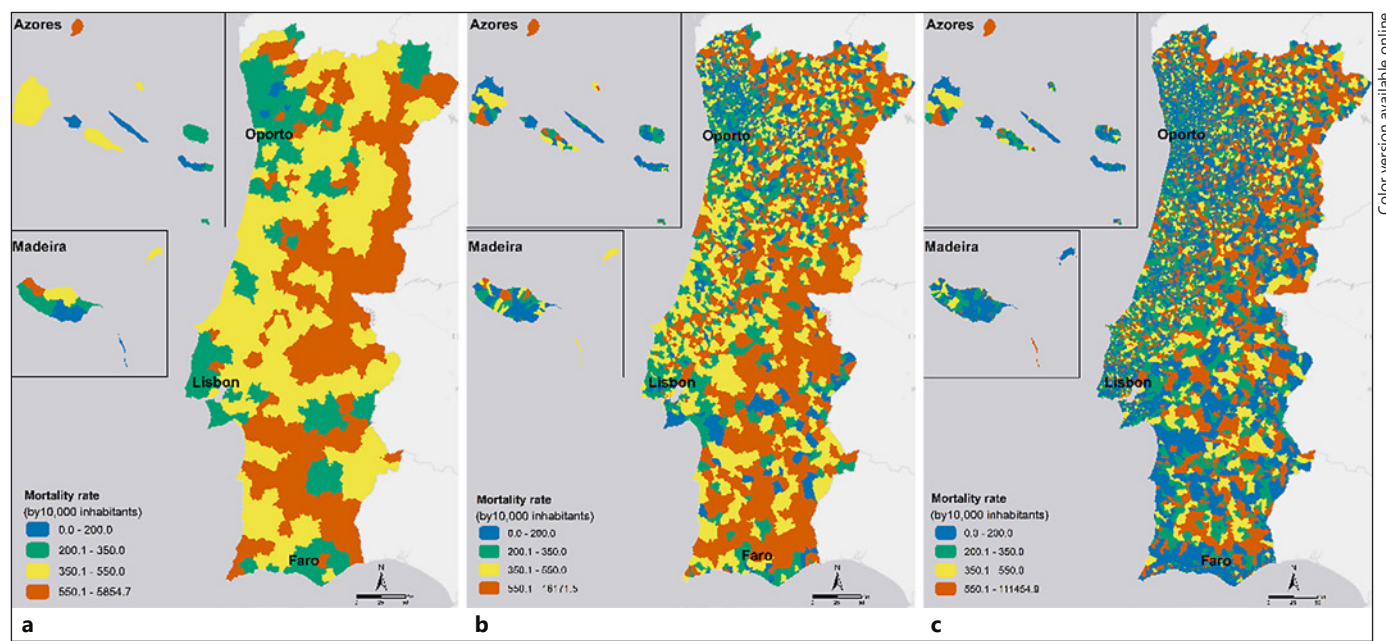 Azores
Oporto
Madeira
Lisbon
Mortality rate
(by10,000 inhabitants)
0.0 - 200.0
200.1 - 350.0
350.1 - 550.0
550.1 - 5854.7
Faro
N
a
Azores
Oporto
Madeira
Lisbon
Mortality rate
(by10,000 inhabitants)
0.0 - 200.0
200.1 - 350.0
350.1 - 550.0
550.1 - 16171.5
Faro
N
b
Azores
Oporto
Madeira
Lisbon
Mortality rate
(by10,000 inhabitants)
0.0 - 200.0
200.1 - 350.0
350.1 - 550.0
550.1 - 111454.9
Faro
N
c
Color version available online